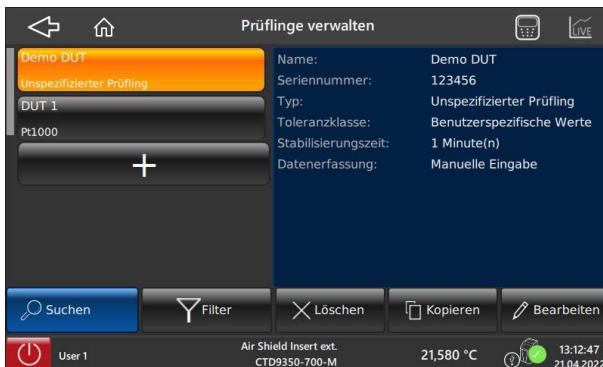 Prüflinge verwalten
LIVE
Demo DUT
Unspezifizierter Prüfling
DUT 1
Pt1000
+
Name: Demo DUT
Seriennummer: 123456
Typ: Unspezifizierter Prüfling
Toleranzklasse: Benutzerspezifische Werte
Stabilisierungszeit: 1 Minute(n)
Datenerfassung: Manuelle Eingabe
Suchen
Filter
Löschen
Kopieren
Bearbeiten
User 1
Air Shield Insert ext.
CTD9350-700-M
21,580 °C
13:12:47
21.04.2022